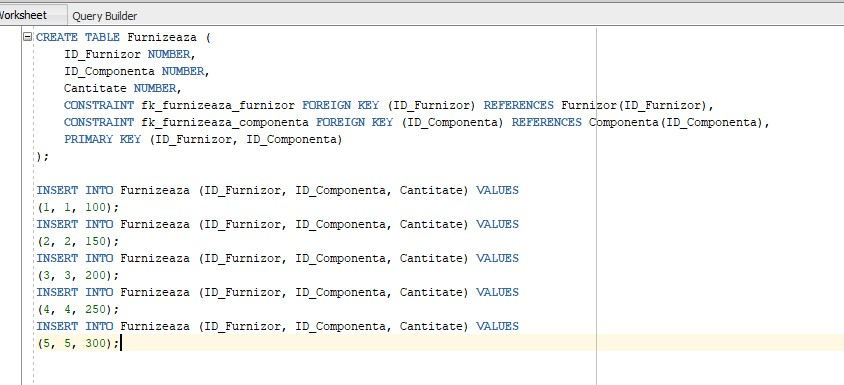 Worksheet Query Builder
CREATE TABLE Furnizeaza (
ID_Furnizor NUMBER,
ID_Componenta NUMBER,
Cantitate NUMBER,
CONSTRAINT fk_furnizeaza_furnizor FOREIGN KEY (ID_Furnizor) REFERENCES Furnizor(ID_Furnizor),
CONSTRAINT fk_furnizeaza_componenta FOREIGN KEY (ID_Componenta) REFERENCES Componenta(ID_Componenta),
PRIMARY KEY (ID_Furnizor, ID_Componenta)
);
INSERT INTO Furnizeaza (ID_Furnizor, ID_Componenta, Cantitate) VALUES
(1, 1, 100);
INSERT INTO Furnizeaza (ID_Furnizor, ID_Componenta, Cantitate) VALUES
(2, 2, 150);
INSERT INTO Furnizeaza (ID_Furnizor, ID_Componenta, Cantitate) VALUES
(3, 3, 200);
INSERT INTO Furnizeaza (ID_Furnizor, ID_Componenta, Cantitate) VALUES
(4, 4, 250);
INSERT INTO Furnizeaza (ID_Furnizor, ID_Componenta, Cantitate) VALUES
(5, 5, 300);